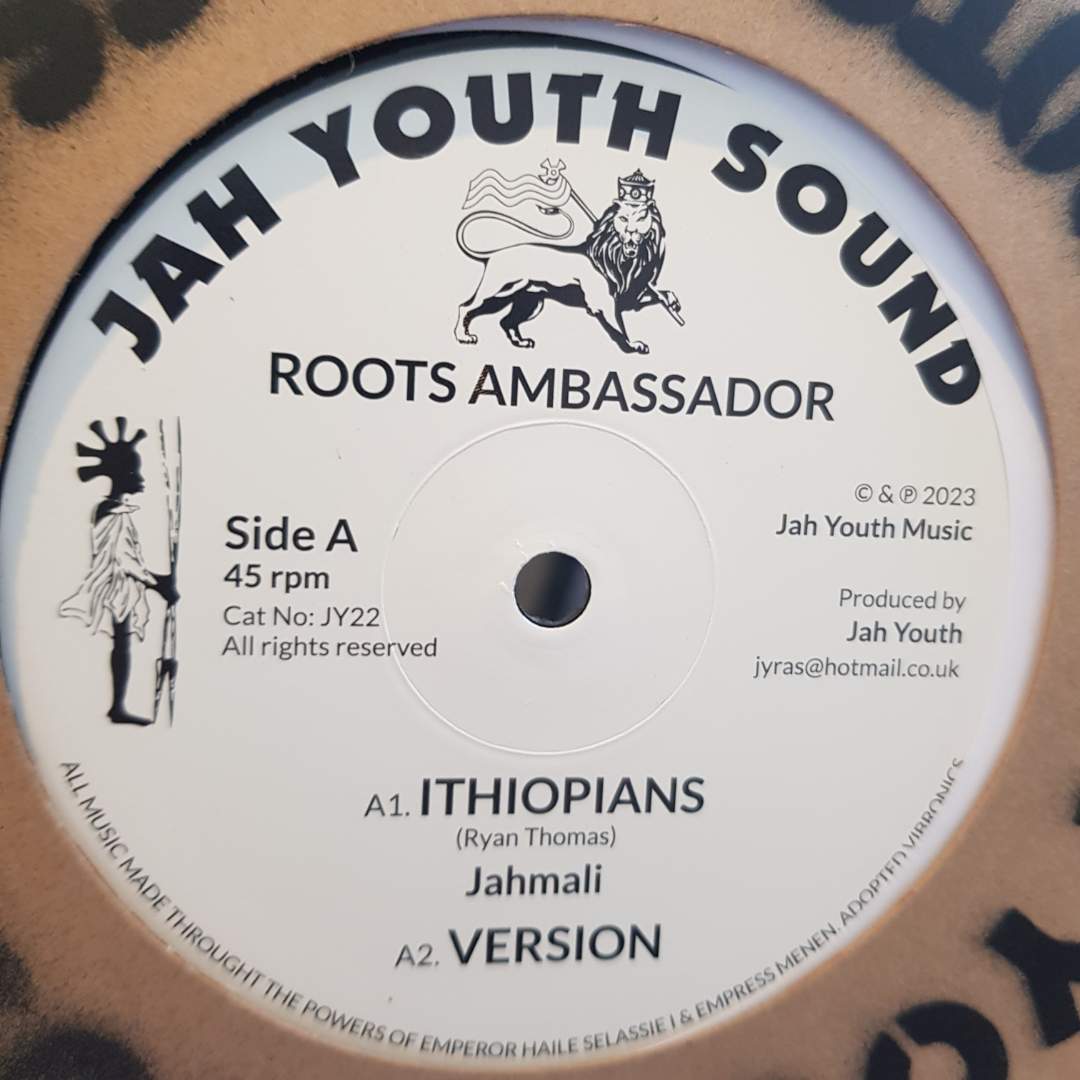 JAH YOUTH SOUND
ROOTS AMBASSADOR
Side A
45 rpm
Cat No: JY22
All rights reserved
© & ℗ 2023
Jah Youth Music
Produced by
Jah Youth
jyras@hotmail.co.uk
A1. ITHIOPIANS
(Ryan Thomas)
Jahmali
A2. VERSION
ALL MUSIC MADE THROUGHT THE POWERS OF EMPEROR HAILE SELASSIE I & EMPRESS MENEN. ADOPTED VIBRONICS